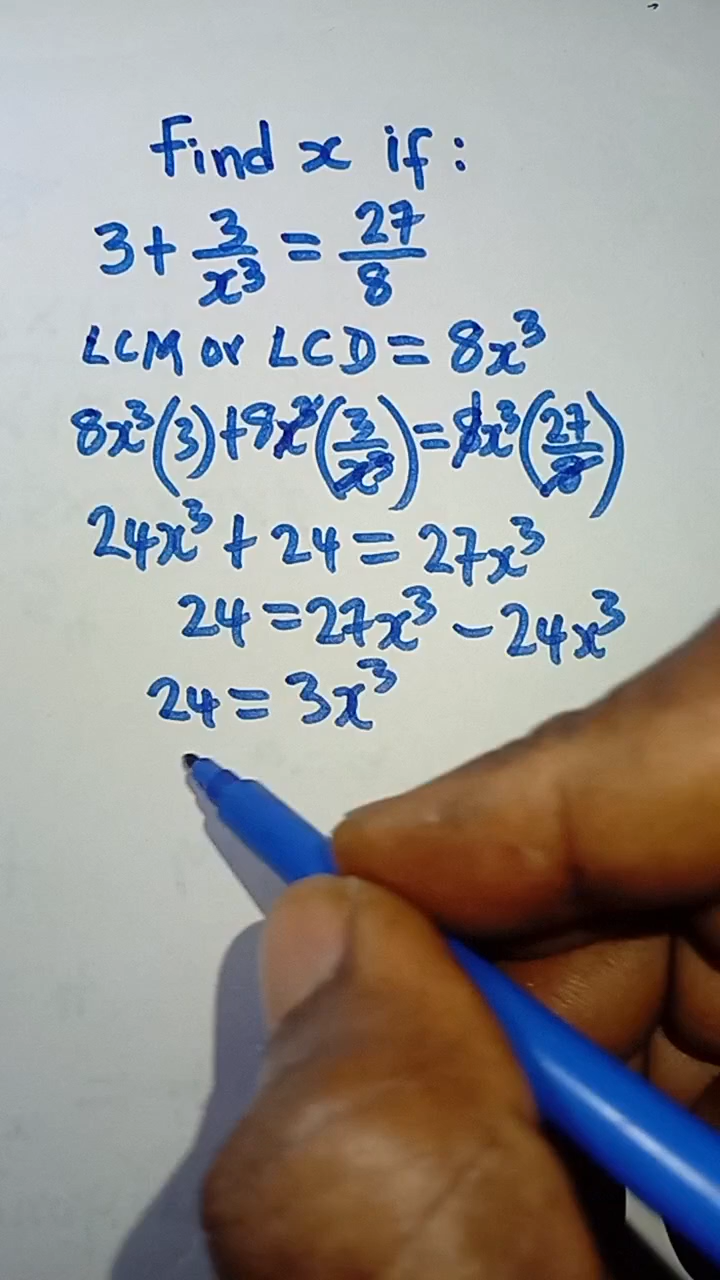 Find x if:
3 + 3/x³ = 27/8
LCM or LCD = 8x³
8x³(3) + 8x³(3/x³) = 8x³(27/8)
24x³ + 24 = 27x³
24 = 27x³ - 24x³
24 = 3x³